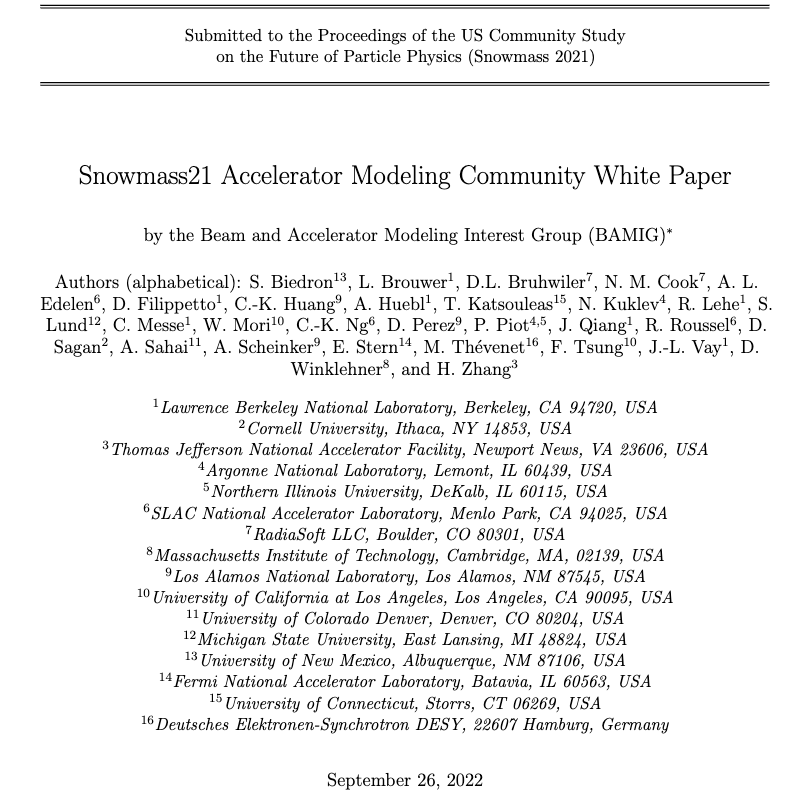 Submitted to the Proceedings of the US Community Study
on the Future of Particle Physics (Snowmass 2021)
Snowmass21 Accelerator Modeling Community White Paper
by the Beam and Accelerator Modeling Interest Group (BAMIG)*
Authors (alphabetical): S. Biedron¹³, L. Brouwer¹, D.L. Bruhwiler⁷, N. M. Cook⁷, A. L.
Edelen⁶, D. Filippetto¹, C.-K. Huang⁹, A. Huebl¹, T. Katsouleas¹⁵, N. Kuklev⁴, R. Lehe¹, S.
Lund¹², C. Messe¹, W. Mori¹⁰, C.-K. Ng⁶, D. Perez⁹, P. Piot⁴,⁵, J. Qiang¹, R. Roussel⁶, D.
Sagan², A. Sahai¹¹, A. Scheinker⁹, E. Stern¹⁴, M. Thévenet¹⁶, F. Tsung¹⁰, J.-L. Vay¹, D.
Winklehner⁸, and H. Zhang³
¹Lawrence Berkeley National Laboratory, Berkeley, CA 94720, USA
²Cornell University, Ithaca, NY 14853, USA
³Thomas Jefferson National Accelerator Facility, Newport News, VA 23606, USA
⁴Argonne National Laboratory, Lemont, IL 60439, USA
⁵Northern Illinois University, DeKalb, IL 60115, USA
⁶SLAC National Accelerator Laboratory, Menlo Park, CA 94025, USA
⁷RadiaSoft LLC, Boulder, CO 80301, USA
⁸Massachusetts Institute of Technology, Cambridge, MA, 02139, USA
⁹Los Alamos National Laboratory, Los Alamos, NM 87545, USA
¹⁰University of California at Los Angeles, Los Angeles, CA 90095, USA
¹¹University of Colorado Denver, Denver, CO 80204, USA
¹²Michigan State University, East Lansing, MI 48824, USA
¹³University of New Mexico, Albuquerque, NM 87106, USA
¹⁴Fermi National Accelerator Laboratory, Batavia, IL 60563, USA
¹⁵University of Connecticut, Storrs, CT 06269, USA
¹⁶Deutsches Elektronen-Synchrotron DESY, 22607 Hamburg, Germany
September 26, 2022